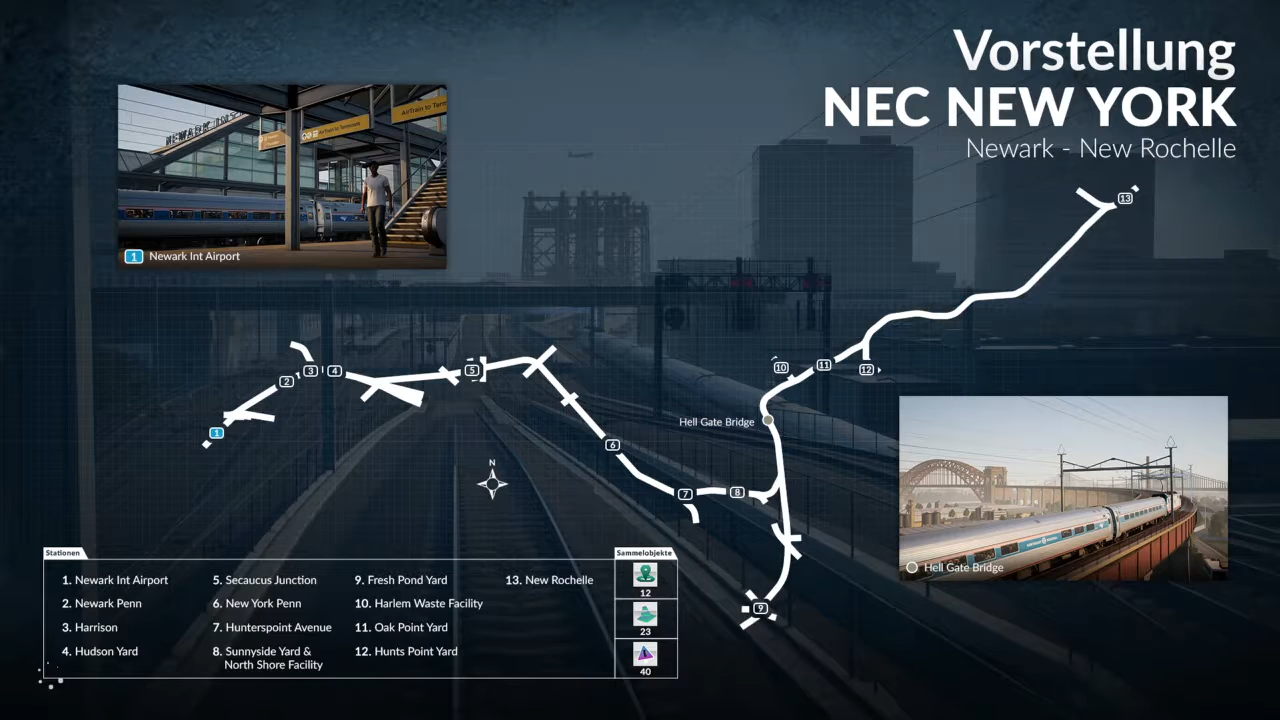 Vorstellung
NEC NEW YORK
Newark - New Rochelle
AirTrain to Terminals
AirTrain to Term
1 Newark Int Airport
13
10
11
12
3
4
5
2
1
Hell Gate Bridge
6
N
7
8
9
Hell Gate Bridge
Stationen
1. Newark Int Airport
2. Newark Penn
3. Harrison
4. Hudson Yard
5. Secaucus Junction
6. New York Penn
7. Hunterspoint Avenue
8. Sunnyside Yard &
North Shore Facility
9. Fresh Pond Yard
10. Harlem Waste Facility
11. Oak Point Yard
12. Hunts Point Yard
13. New Rochelle
Sammelobjekte
12
23
40